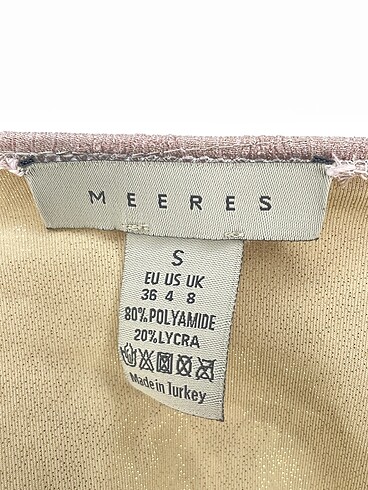 MEERES
S
EU US UK
36 4 8
80%POLYAMIDE
20%LYCRA
Made in Turkey